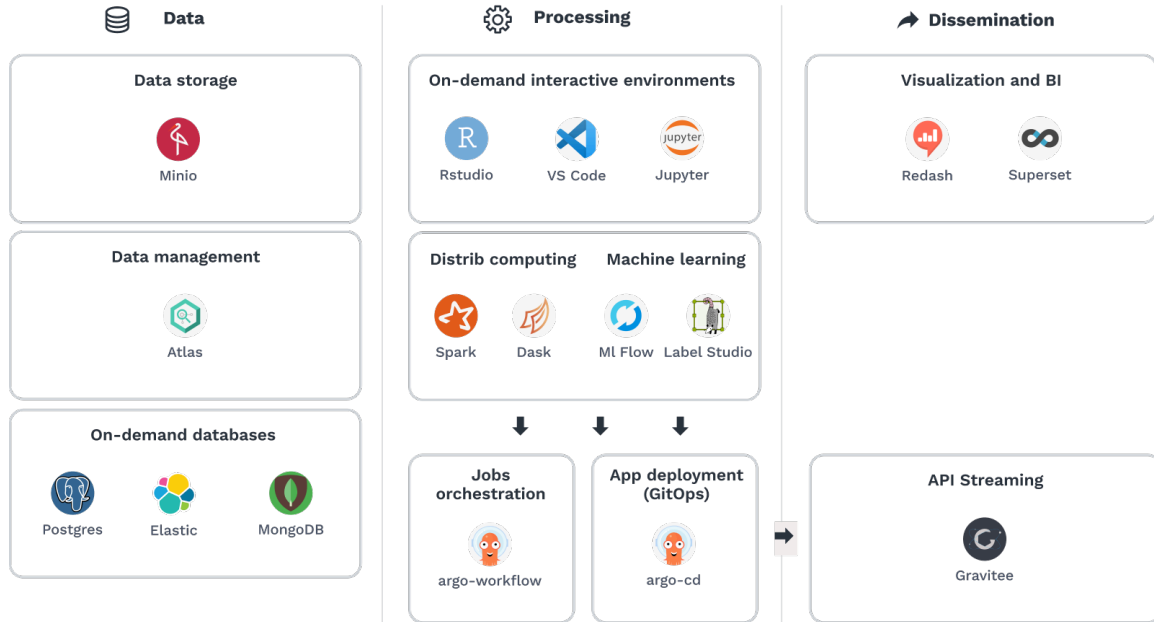 Data
Processing
Dissemination
Data storage
Minio
Data management
Atlas
On-demand databases
Postgres
Elastic
MongoDB
On-demand interactive environments
R
Rstudio
VS Code
jupyter
Jupyter
Distrib computing
Machine learning
Spark
Dask
Ml Flow
Label Studio
Jobs
orchestration
argo-workflow
App deployment
(GitOps)
argo-cd
Visualization and BI
Redash
Superset
API Streaming
Gravitee